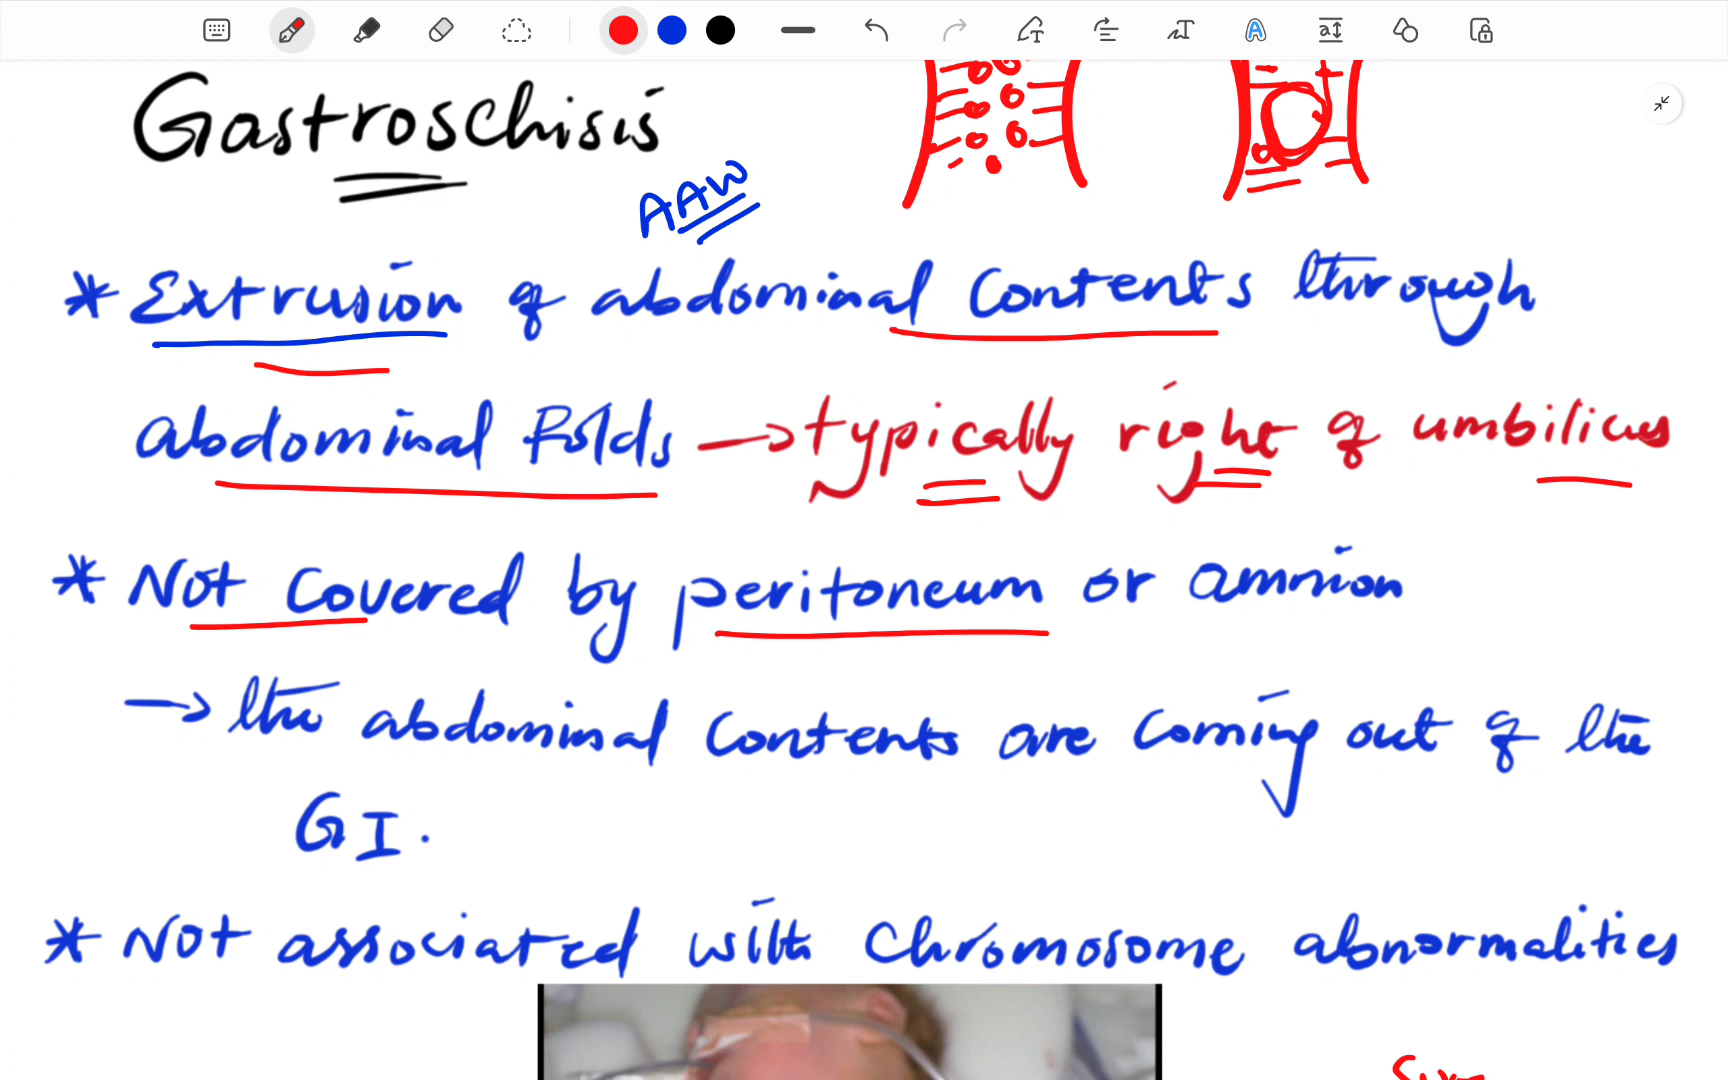 Gastroschisis
AAW
* Extrusion of abdominal contents through
abdominal Folds → typically right of umbilicus
* Not covered by peritoneum or amnion
→ the abdominal contents are coming out of the
GI.
* Not associated with chromosome abnormalities